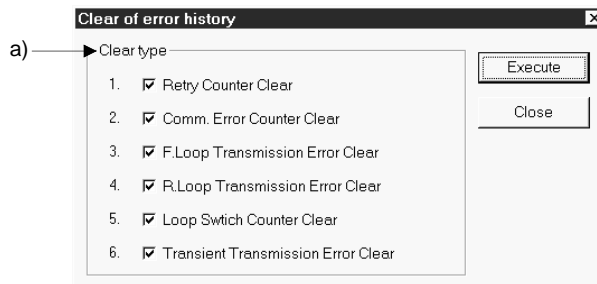 Clear of error history
a)
Clear type
1. Retry Counter Clear
2. Comm. Error Counter Clear
3. F.Loop Transmission Error Clear
4. R.Loop Transmission Error Clear
5. Loop Swtich Counter Clear
6. Transient Transmission Error Clear
Execute
Close